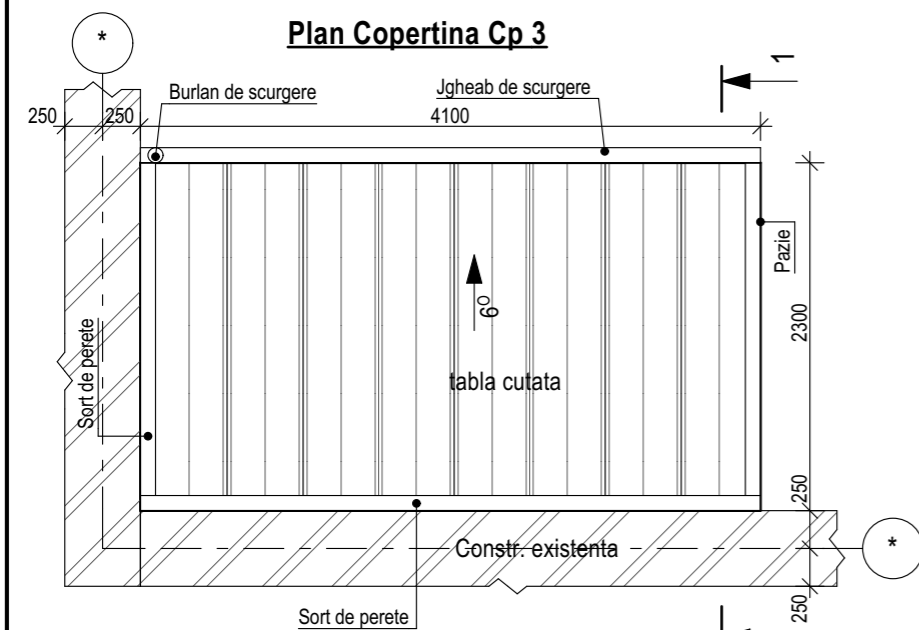 Plan Copertina Cp 3
*
1
Burlan de scurgere
Jgheab de scurgere
250
250
4100
Pazie
6°
2300
tabla cutata
Sort de perete
250
Constr. existenta
*
250
Sort de perete